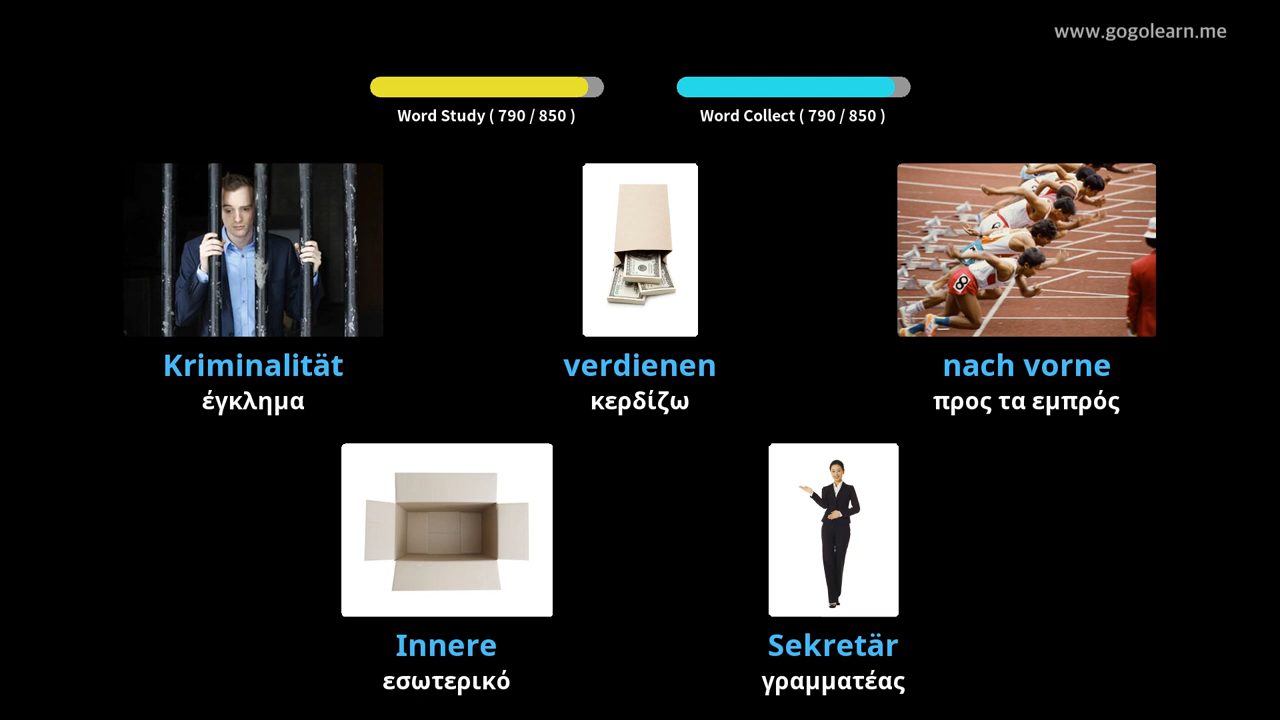 www.gogolearn.me
Word Study ( 790 / 850 )
Word Collect ( 790 / 850 )
Kriminalität
έγκλημα
verdienen
κερδίζω
nach vorne
προς τα εμπρός
Innere
εσωτερικό
Sekretär
γραμματέας